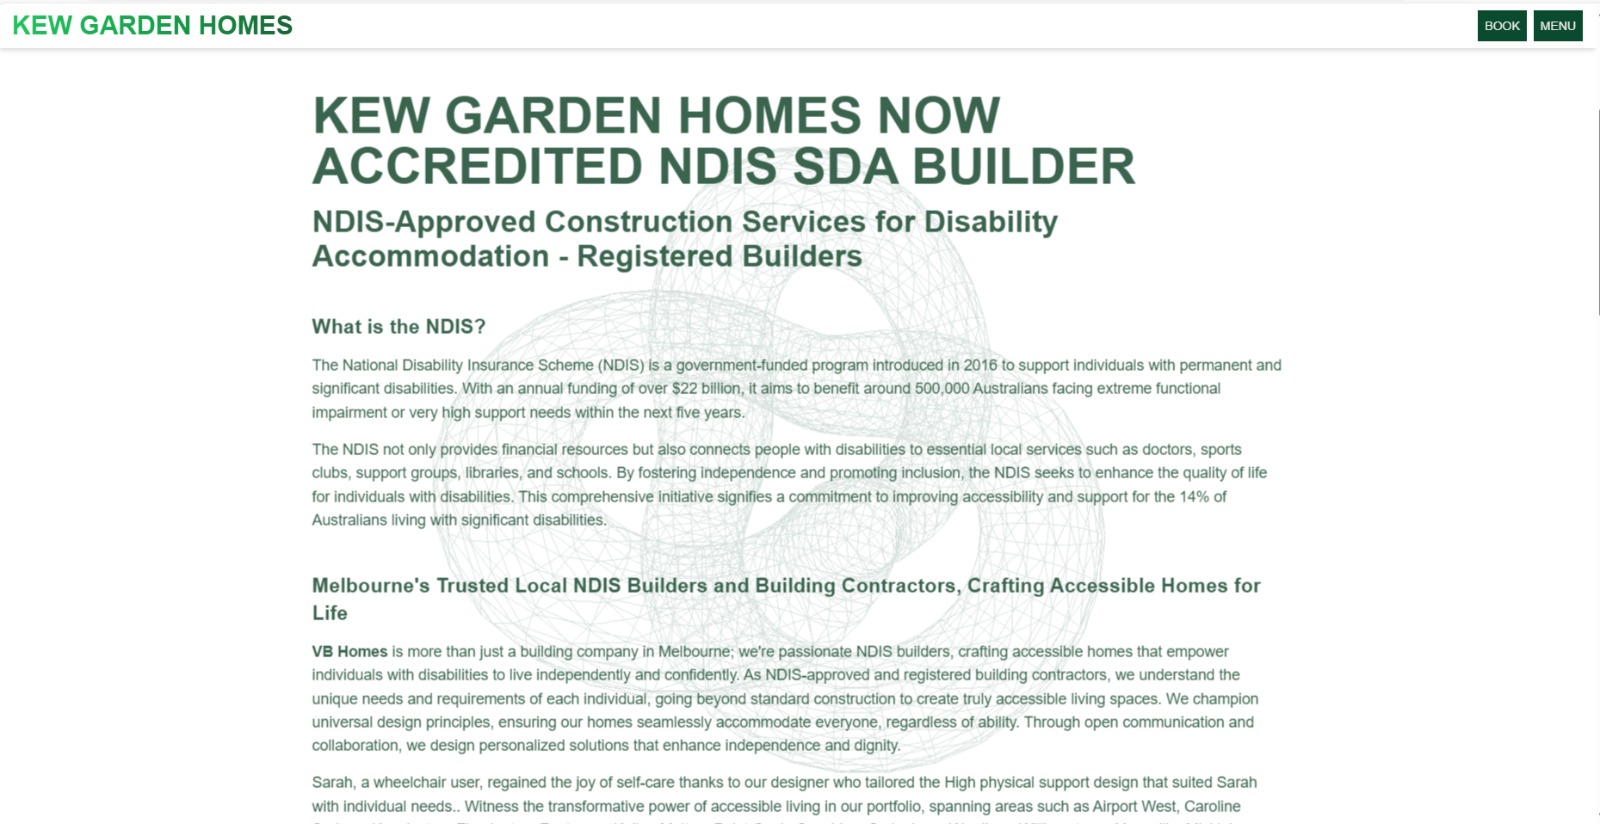 KEW GARDEN HOMES
BOOK
MENU
KEW GARDEN HOMES NOW
ACCREDITED NDIS SDA BUILDER
NDIS-Approved Construction Services for Disability
Accommodation - Registered Builders
What is the NDIS?
The National Disability Insurance Scheme (NDIS) is a government-funded program introduced in 2016 to support individuals with permanent and
significant disabilities. With an annual funding of over $22 billion, it aims to benefit around 500,000 Australians facing extreme functional
impairment or very high support needs within the next five years.
The NDIS not only provides financial resources but also connects people with disabilities to essential local services such as doctors, sports
clubs, support groups, libraries, and schools. By fostering independence and promoting inclusion, the NDIS seeks to enhance the quality of life
for individuals with disabilities. This comprehensive initiative signifies a commitment to improving accessibility and support for the 14% of
Australians living with significant disabilities.
Melbourne's Trusted Local NDIS Builders and Building Contractors, Crafting Accessible Homes for
Life
VB Homes is more than just a building company in Melbourne; we're passionate NDIS builders, crafting accessible homes that empower
individuals with disabilities to live independently and confidently. As NDIS-approved and registered building contractors, we understand the
unique needs and requirements of each individual, going beyond standard construction to create truly accessible living spaces. We champion
universal design principles, ensuring our homes seamlessly accommodate everyone, regardless of ability. Through open communication and
collaboration, we design personalized solutions that enhance independence and dignity.
Sarah, a wheelchair user, regained the joy of self-care thanks to our designer who tailored the High physical support design that suited Sarah
with individual needs.. Witness the transformative power of accessible living in our portfolio, spanning areas such as Airport West, Caroline